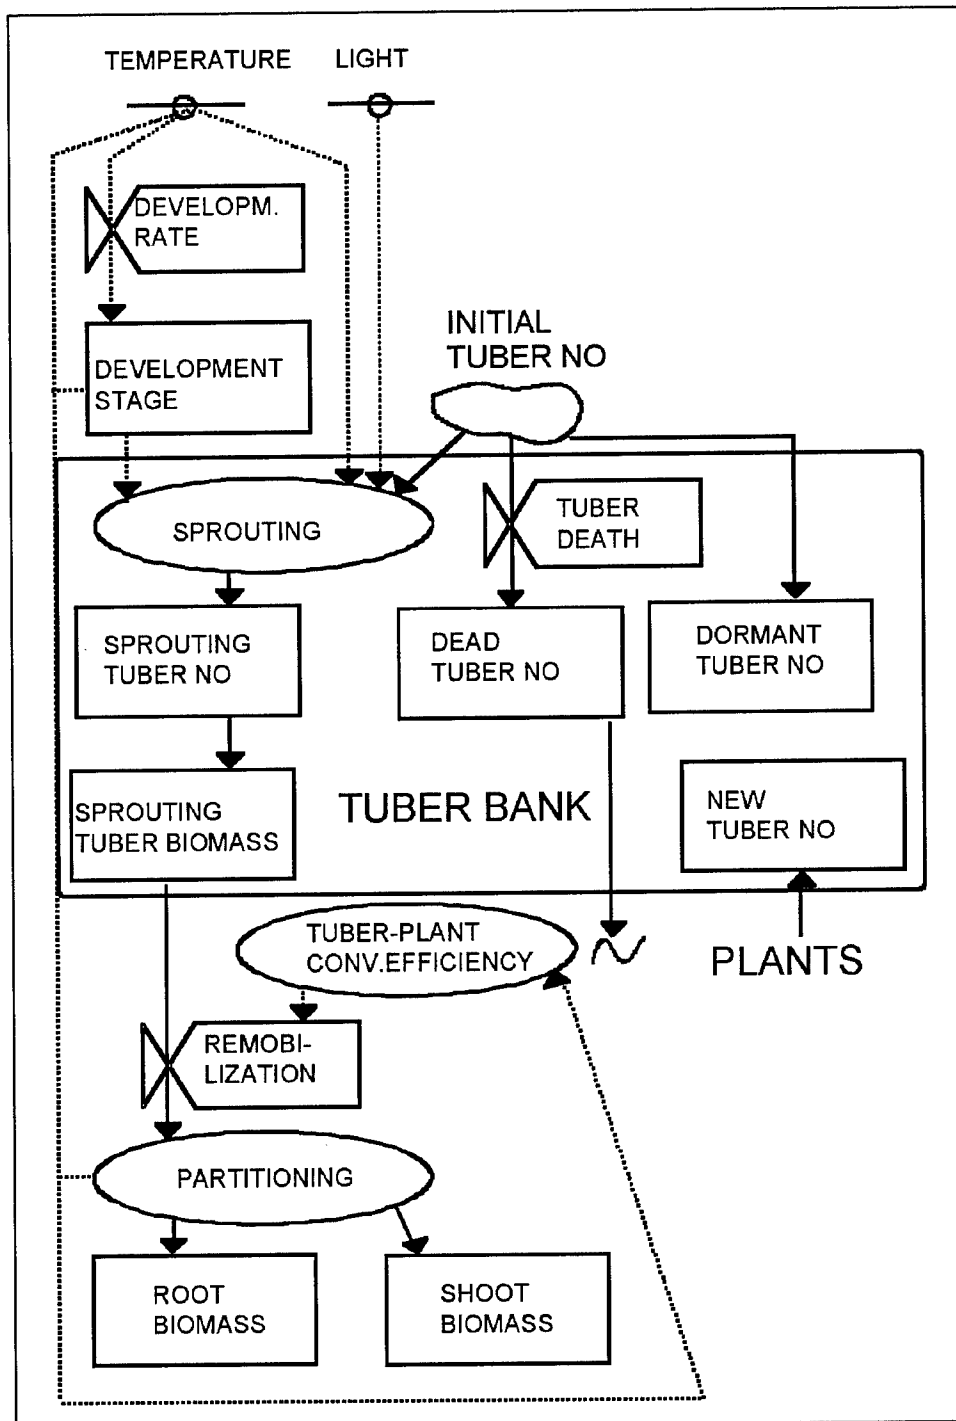 TEMPERATURE
LIGHT
DEVELOPM.
RATE
INITIAL
TUBER NO
DEVELOPMENT
STAGE
SPROUTING
TUBER
DEATH
SPROUTING
TUBER NO
DEAD
TUBER NO
DORMANT
TUBER NO
SPROUTING
TUBER BIOMASS
TUBER BANK
NEW
TUBER NO
TUBER-PLANT
CONV.EFFICIENCY
PLANTS
REMOBI-
LIZATION
PARTITIONING
ROOT
BIOMASS
SHOOT
BIOMASS